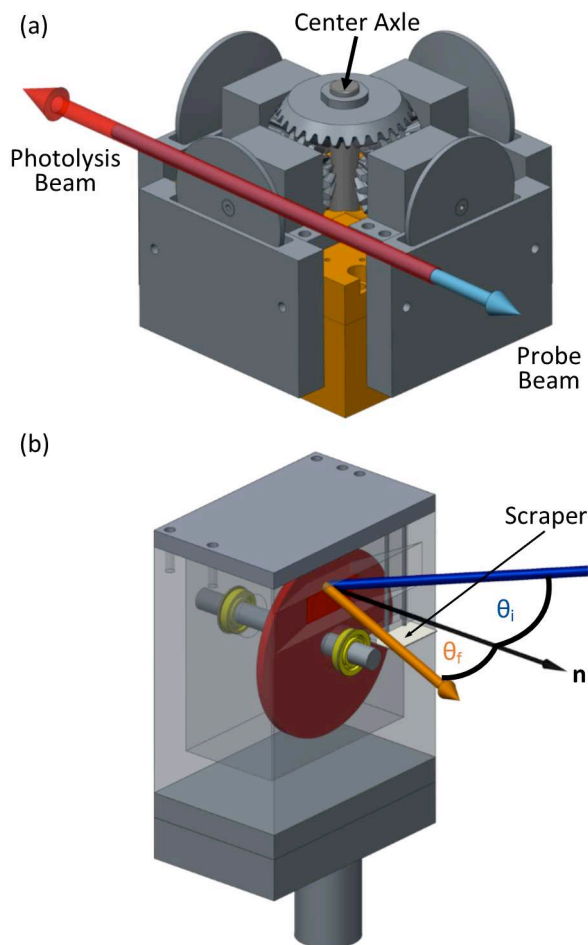 (a)
Center Axle
Photolysis
Beam
Probe
Beam
(b)
Scraper
θi
θf
n